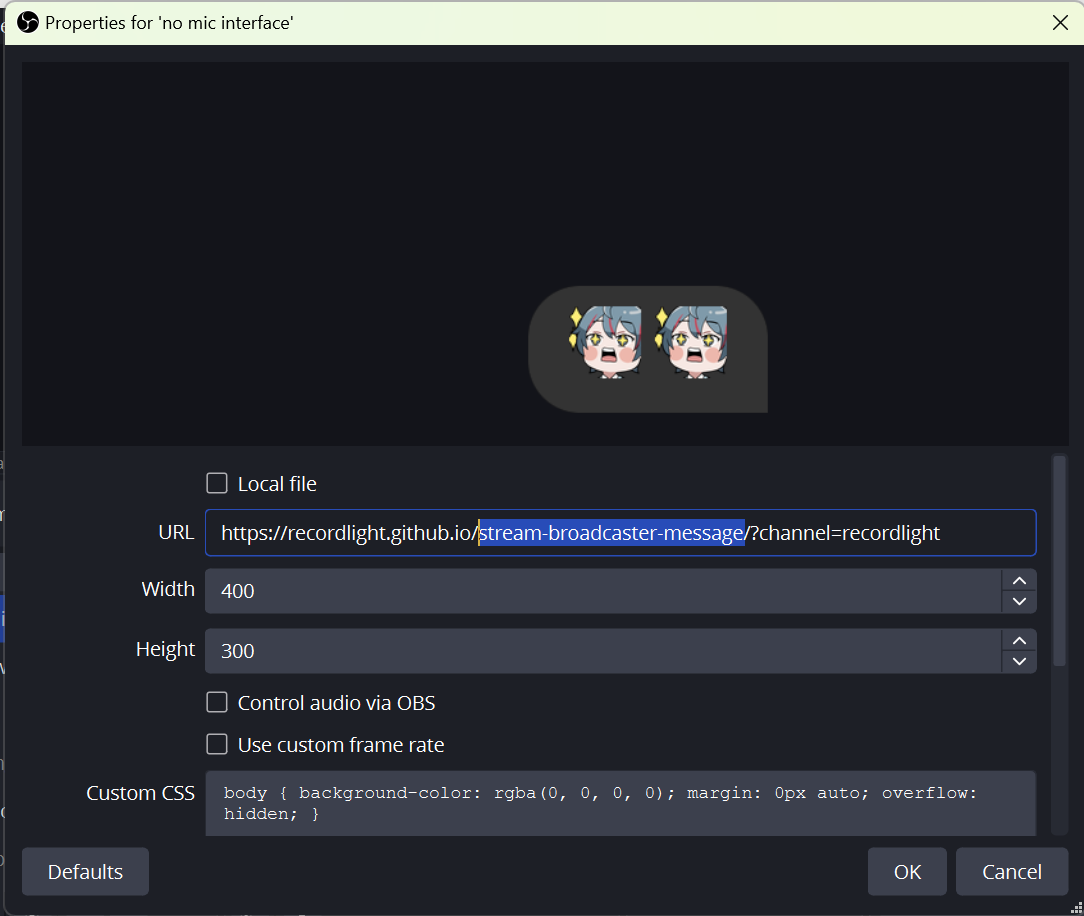 Properties for 'no mic interface'
Local file
URL https://recordlight.github.io/stream-broadcaster-message/?channel=recordlight
Width 400
Height 300
Control audio via OBS
Use custom frame rate
Custom CSS body { background-color: rgba(0, 0, 0, 0); margin: 0px auto; overflow:
hidden; }
Defaults OK Cancel